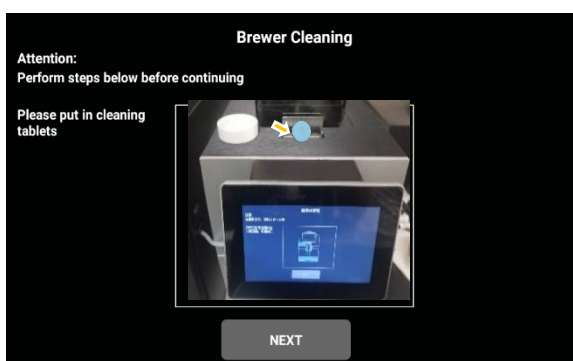 Brewer Cleaning
Attention:
Perform steps below before continuing
Please put in cleaning
tablets
NEXT